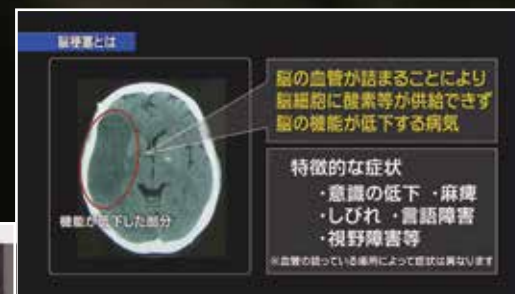 脳梗塞とは
脳の血管が詰まることにより
脳細胞に酸素等が供給できず
脳の機能が低下する病気
機能が低下した部分
特徴的な症状
・意識の低下 ・麻痺
・しびれ ・言語障害
・視野障害等
※血管の詰っている場所によって症状は異なります